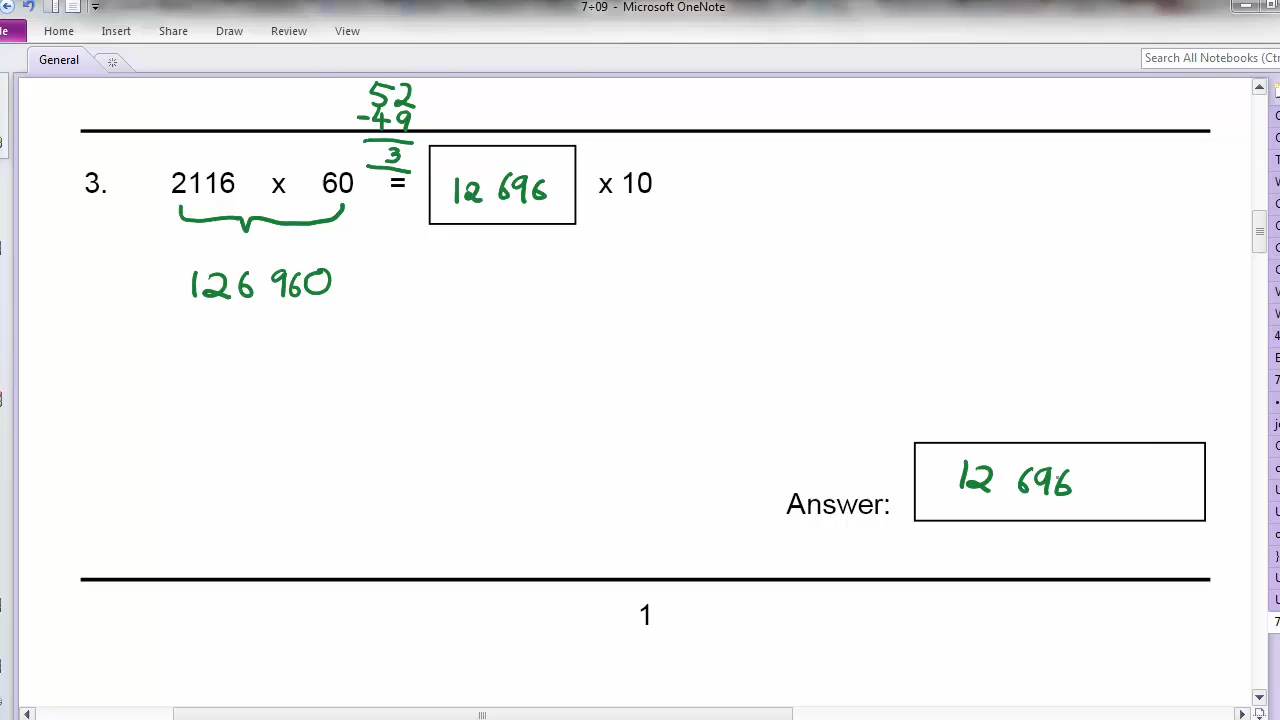 7÷09 - Microsoft OneNote
Home Insert Share Draw Review View
General
Search All Notebooks (Ctr
52
-49
3
3. 2116 x 60 = 12 696 x 10
126 960
Answer: 12 696
1